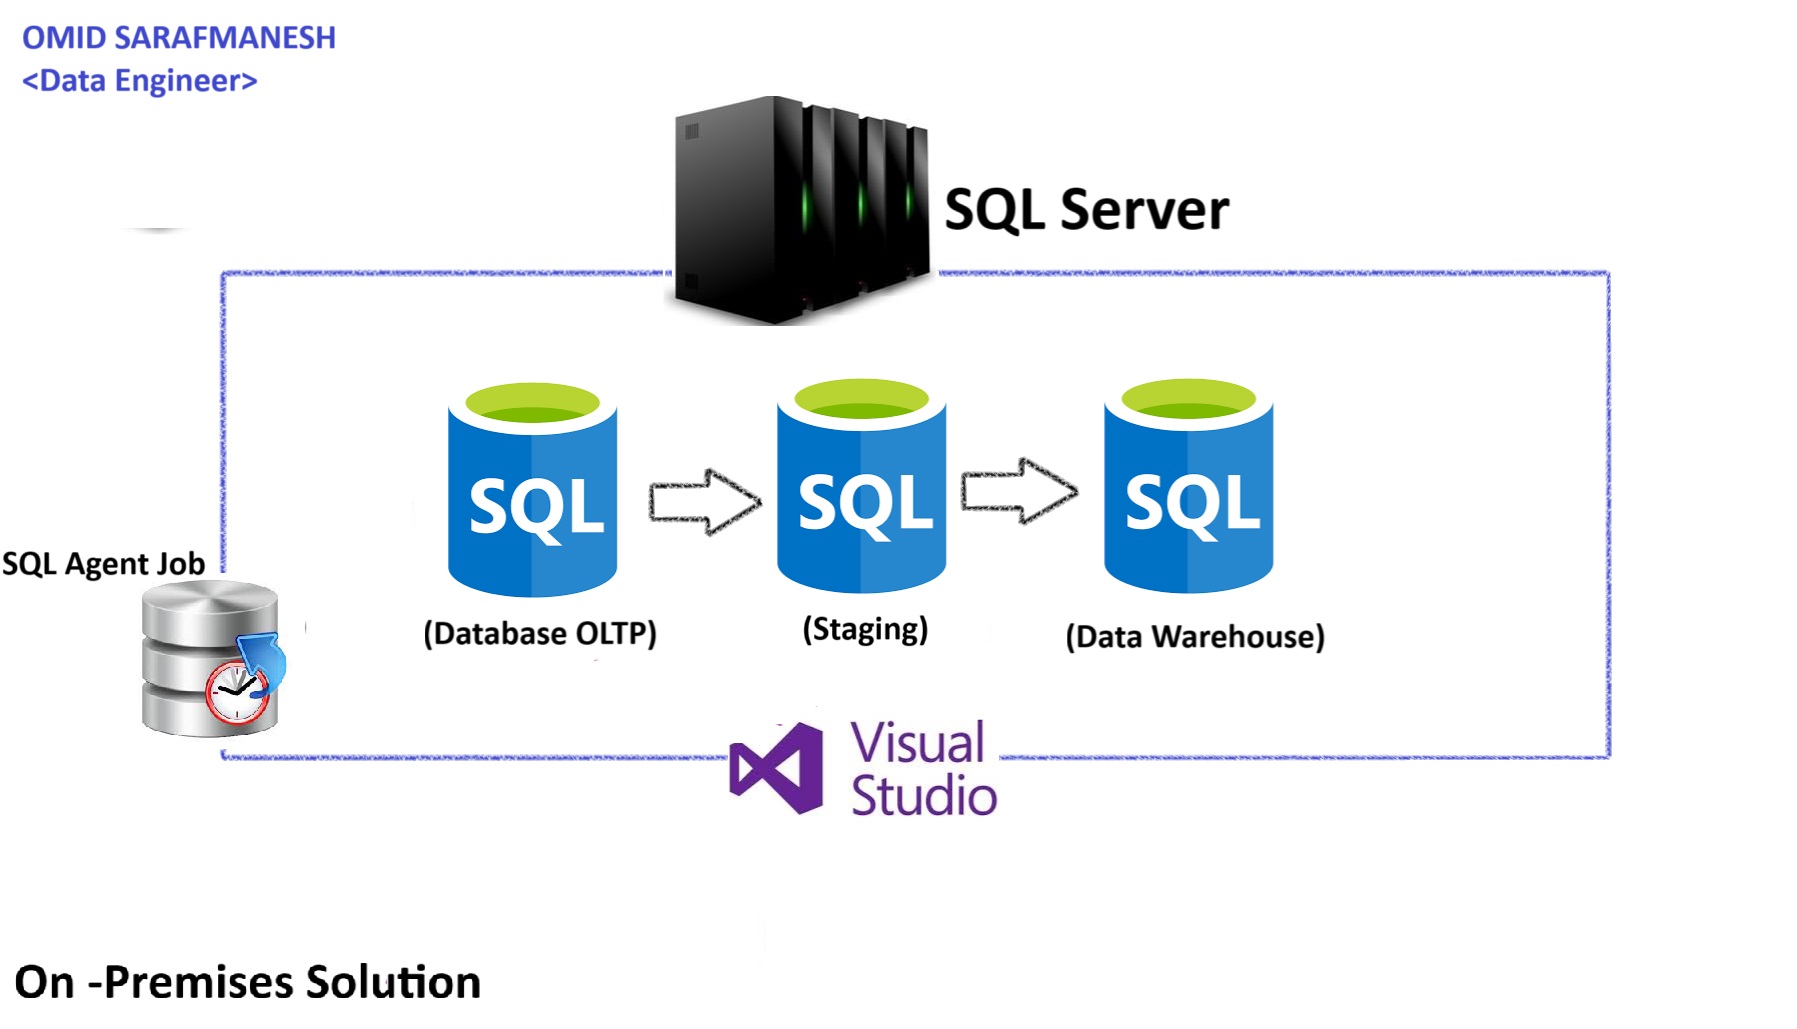 OMID SARAFMANESH
<Data Engineer>
SQL Server
SQL
SQL
SQL
SQL Agent Job
(Database OLTP)
(Staging)
(Data Warehouse)
Visual
Studio
On -Premises Solution